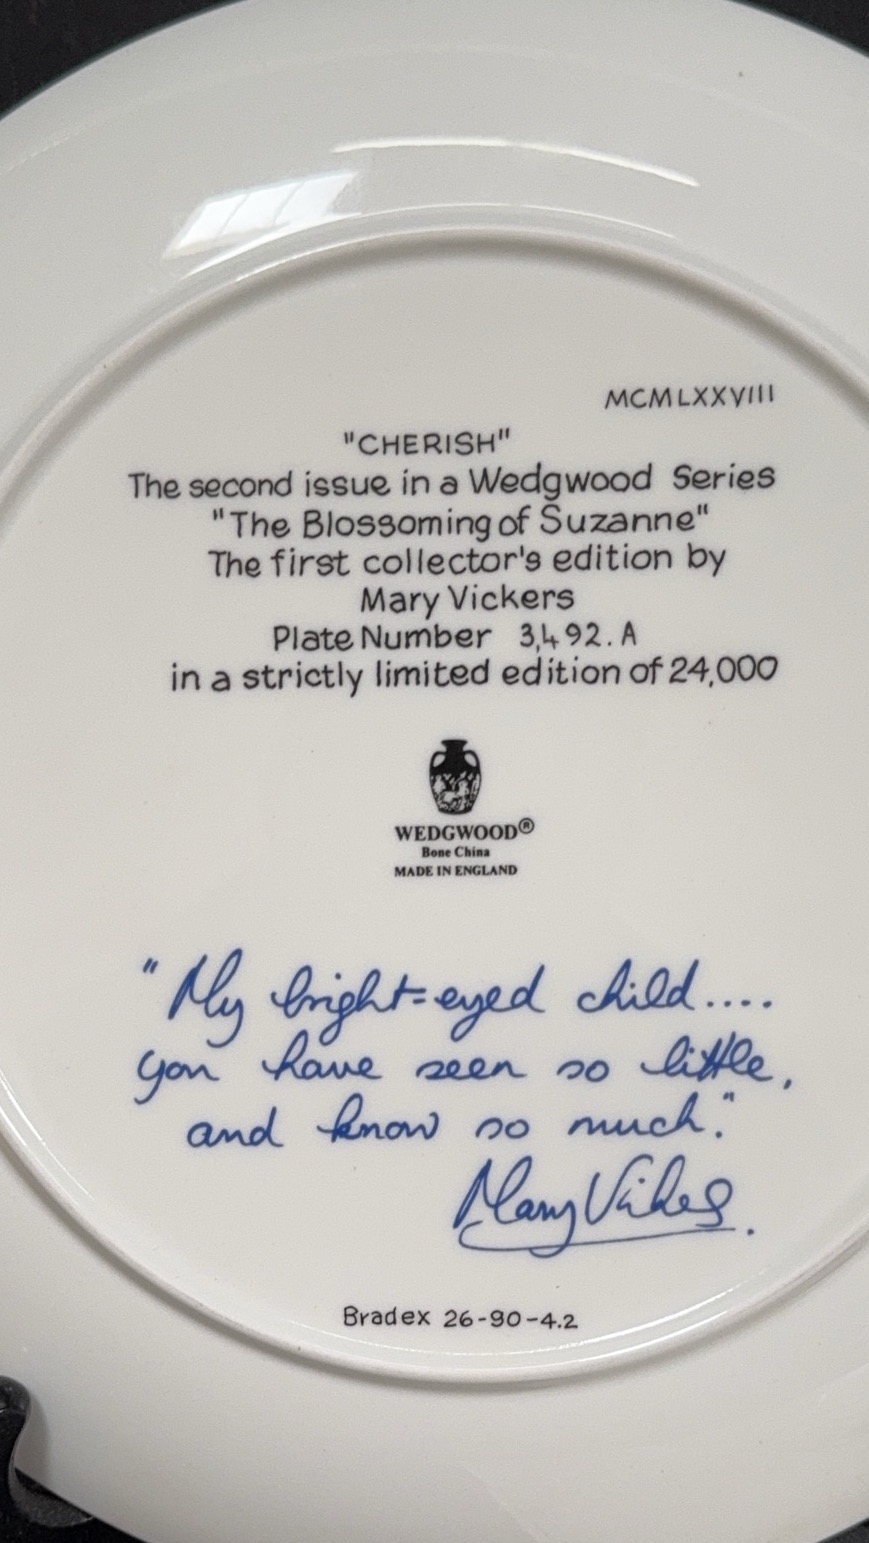 MCMLXXVIII
"CHERISH"
The second issue in a Wedgwood Series
"The Blossoming of Suzanne"
The first collector's edition by
Mary Vickers
Plate Number 3,492.A
in a strictly limited edition of 24,000
WEDGWOOD®
Bone China
MADE IN ENGLAND
"My bright-eyed child....
you have seen so little,
and know so much."
Mary Vickers.
Bradex 26-90-4.2